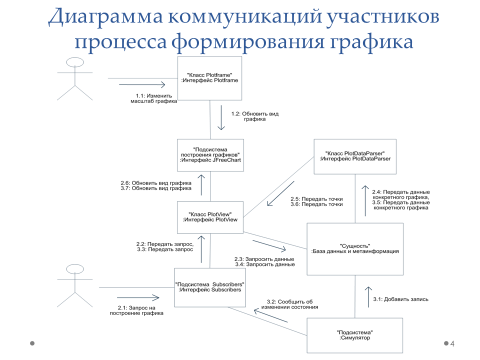 Диаграмма коммуникаций участников
процесса формирования графика
"Класс Plotframe"
:Интерфейс Plotframe
1.1: Изменить
масштаб графика
1.2: Обновить вид
графика
"Подсистема
построения графиков"
:Интерфейс JFreeChart
"Класс PlotDataParser"
:Интерфейс PlotDataParser
2.6: Обновить вид графика
3.7: Обновить вид графика
2.5: Передать точки
3.6: Передать точки
2.4: Передать данные
конкретного графика,
3.5: Передать данные
конкретного графика
"Класс PlotView"
:Интерфейс PlotView
2.2: Передать запрос,
3.3: Передать запрос
2.3: Запросить данные
3.4: Запросить данные
"Сущность"
:База данных и метаинформация
"Подсистема Subscribers"
:Интерфейс Subscribers
2.1: Запрос на
построение графика
3.2: Сообщить об
изменении состояния
3.1: Добавить запись
"Подсистема"
:Симулятор
4